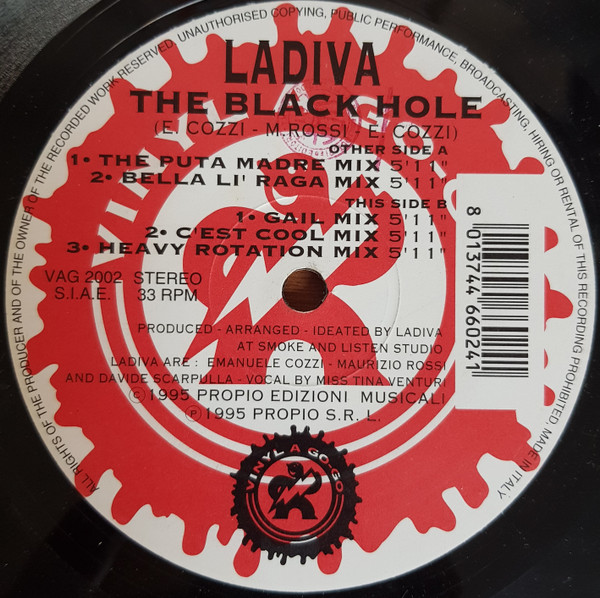 ALL RIGHTS OF THE PRODUCER AND OF THE OWNER OF THE RECORDED WORK RESERVED, UNAUTHORISED COPYING, PUBLIC PERFORMANCE, BROADCASTING, HIRING OR RENTAL OF THIS RECORDING PROHIBITED. MADE IN ITALY
LADIVA
THE BLACK HOLE
(E. COZZI - M. ROSSI - E. COZZI)
OTHER SIDE A
1• THE PUTA MADRE MIX 5'11"
2• BELLA LI' RAGA MIX 5'11"
THIS SIDE B
1• GAIL MIX 5'11"
2• C'EST COOL MIX 5'11"
3• HEAVY ROTATION MIX 5'11"
VAG 2002 STEREO
S.I.A.E. 33 RPM
8 013744 660241
PRODUCED - ARRANGED - IDEATED BY LADIVA
AT SMOKE AND LISTEN STUDIO
LADIVA ARE : EMANUELE COZZI - MAURIZIO ROSSI
AND DAVIDE SCARPULLA - VOCAL BY MISS TINA VENTURI
© 1995 PROPIO EDIZIONI MUSICALI
℗ 1995 PROPIO S.R.L.
VINYL A GO-GO